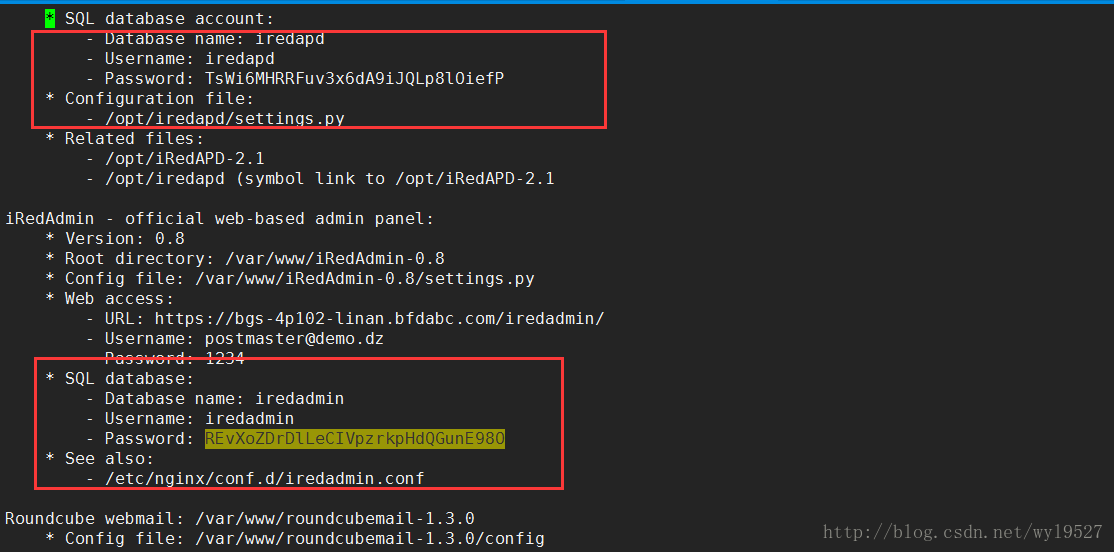 * SQL database account:
- Database name: iredapd
- Username: iredapd
- Password: TsWi6MHRRFuv3x6dA9iJQLp8lOiefP
* Configuration file:
- /opt/iredapd/settings.py
* Related files:
- /opt/iRedAPD-2.1
- /opt/iredapd (symbol link to /opt/iRedAPD-2.1
iRedAdmin - official web-based admin panel:
* Version: 0.8
* Root directory: /var/www/iRedAdmin-0.8
* Config file: /var/www/iRedAdmin-0.8/settings.py
* Web access:
- URL: https://bgs-4p102-linan.bfdabc.com/iredadmin/
- Username: postmaster@demo.dz
- Password: 1234
* SQL database:
- Database name: iredadmin
- Username: iredadmin
- Password: REvXoZDrDlLeCIVpzrkpHdQGunE98O
* See also:
- /etc/nginx/conf.d/iredadmin.conf
Roundcube webmail: /var/www/roundcubemail-1.3.0
* Config file: /var/www/roundcubemail-1.3.0/config
http://blog.csdn.net/wyl9527